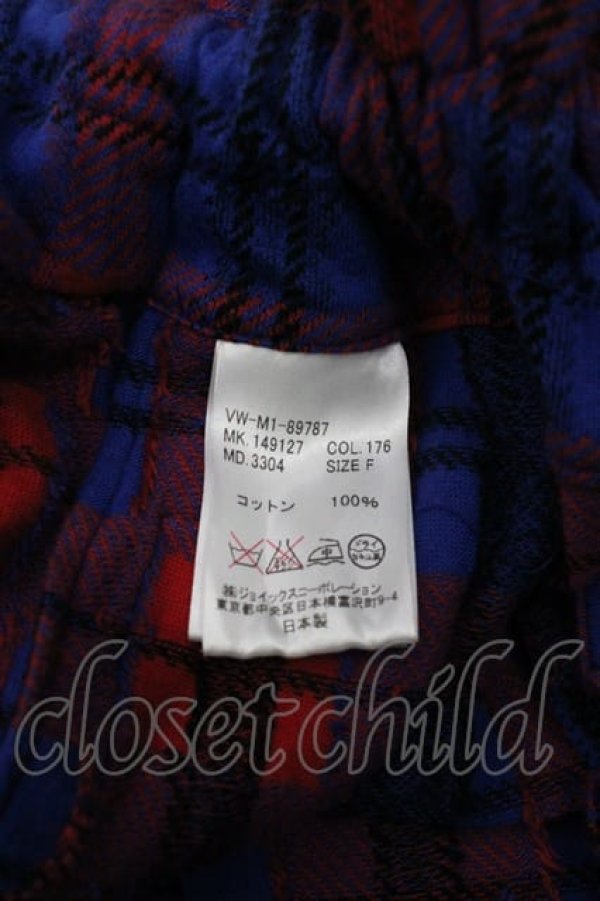 VW-M1-89787
MK. 149127 COL. 176
MD. 3304 SIZE F
コットン 100%
中
ドライ
㈱ジョイックスコーポレーション
東京都中央区日本橋富沢町9-4
日本製
closet child